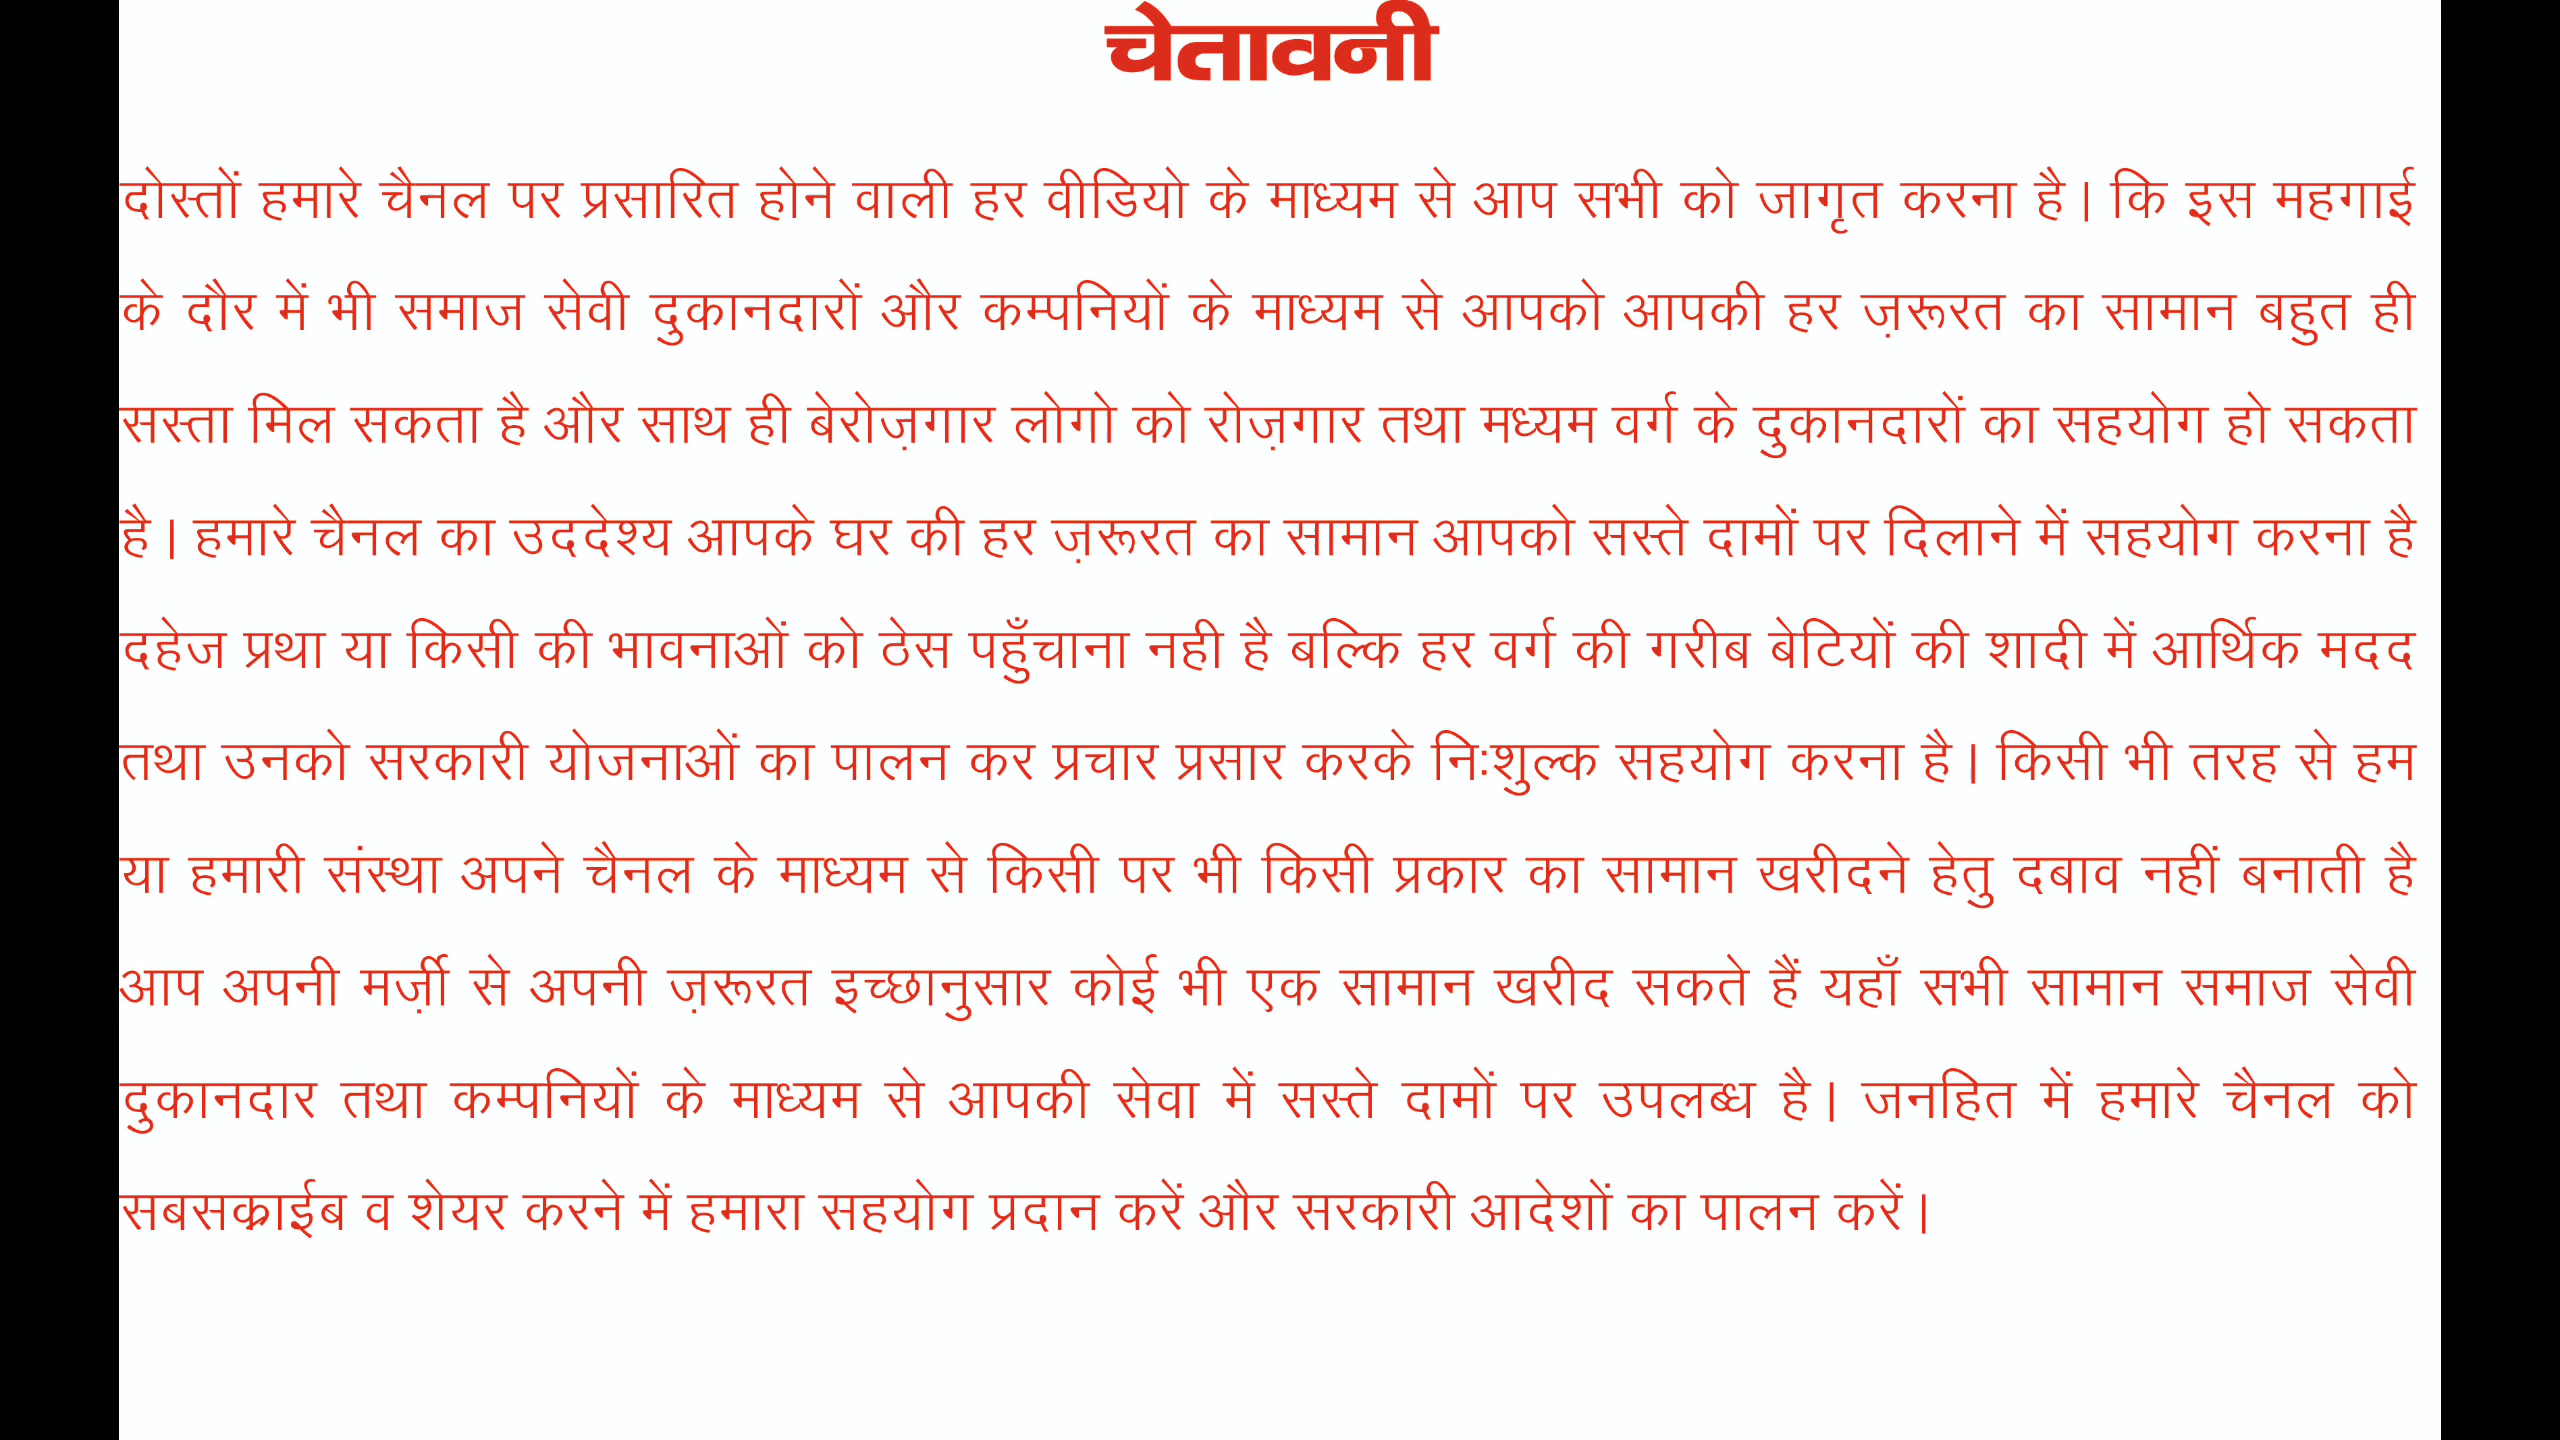 चेतावनी
दोस्तों हमारे चैनल पर प्रसारित होने वाली हर वीडियो के माध्यम से आप सभी को जागृत करना है। कि इस महगाई
के दौर में भी समाज सेवी दुकानदारों और कम्पनियों के माध्यम से आपको आपकी हर ज़रूरत का सामान बहुत ही
सस्ता मिल सकता है और साथ ही बेरोज़गार लोगो को रोज़गार तथा मध्यम वर्ग के दुकानदारों का सहयोग हो सकता
है। हमारे चैनल का उददेश्य आपके घर की हर ज़रूरत का सामान आपको सस्ते दामों पर दिलाने में सहयोग करना है
दहेज प्रथा या किसी की भावनाओं को ठेस पहुँचाना नही है बल्कि हर वर्ग की गरीब बेटियों की शादी में आर्थिक मदद
तथा उनको सरकारी योजनाओं का पालन कर प्रचार प्रसार करके नि:शुल्क सहयोग करना है। किसी भी तरह से हम
या हमारी संस्था अपने चैनल के माध्यम से किसी पर भी किसी प्रकार का सामान खरीदने हेतु दबाव नहीं बनाती है
आप अपनी मर्ज़ी से अपनी ज़रूरत इच्छानुसार कोई भी एक सामान खरीद सकते हैं यहाँ सभी सामान समाज सेवी
दुकानदार तथा कम्पनियों के माध्यम से आपकी सेवा में सस्ते दामों पर उपलब्ध है। जनहित में हमारे चैनल को
सबसक्राईब व शेयर करने में हमारा सहयोग प्रदान करें और सरकारी आदेशों का पालन करें।